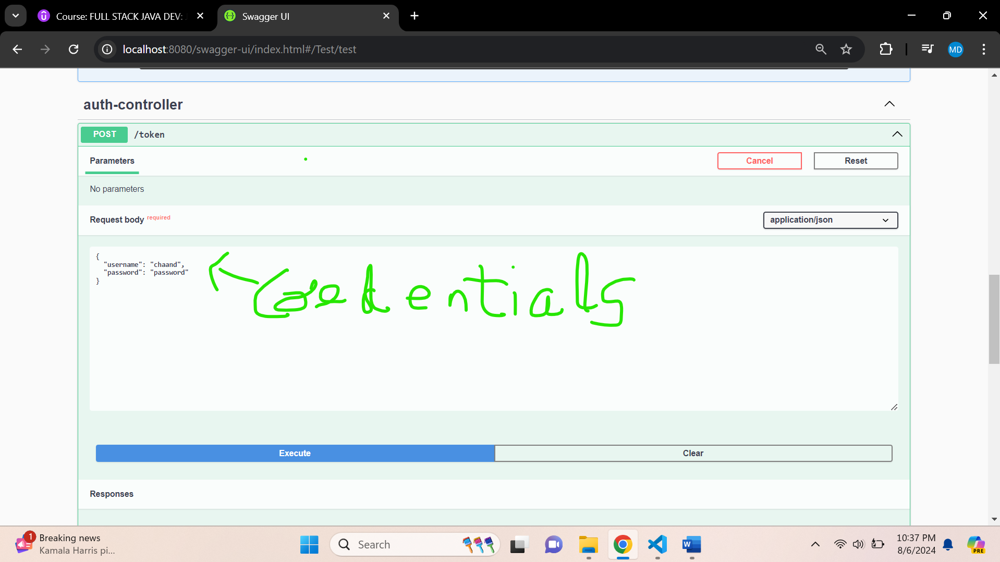 Course: FULL STACK JAVA DEV:
Swagger UI
localhost:8080/swagger-ui/index.html#/Test/test
MD
auth-controller
POST /token
Parameters
Cancel
Reset
No parameters
Request body required
application/json
{
"username": "chaand",
"password": "password"
}
Credentials
Execute
Clear
Responses
1
Breaking news
Kamala Harris pi...
Search
W
10:37 PM
8/6/2024
PRE